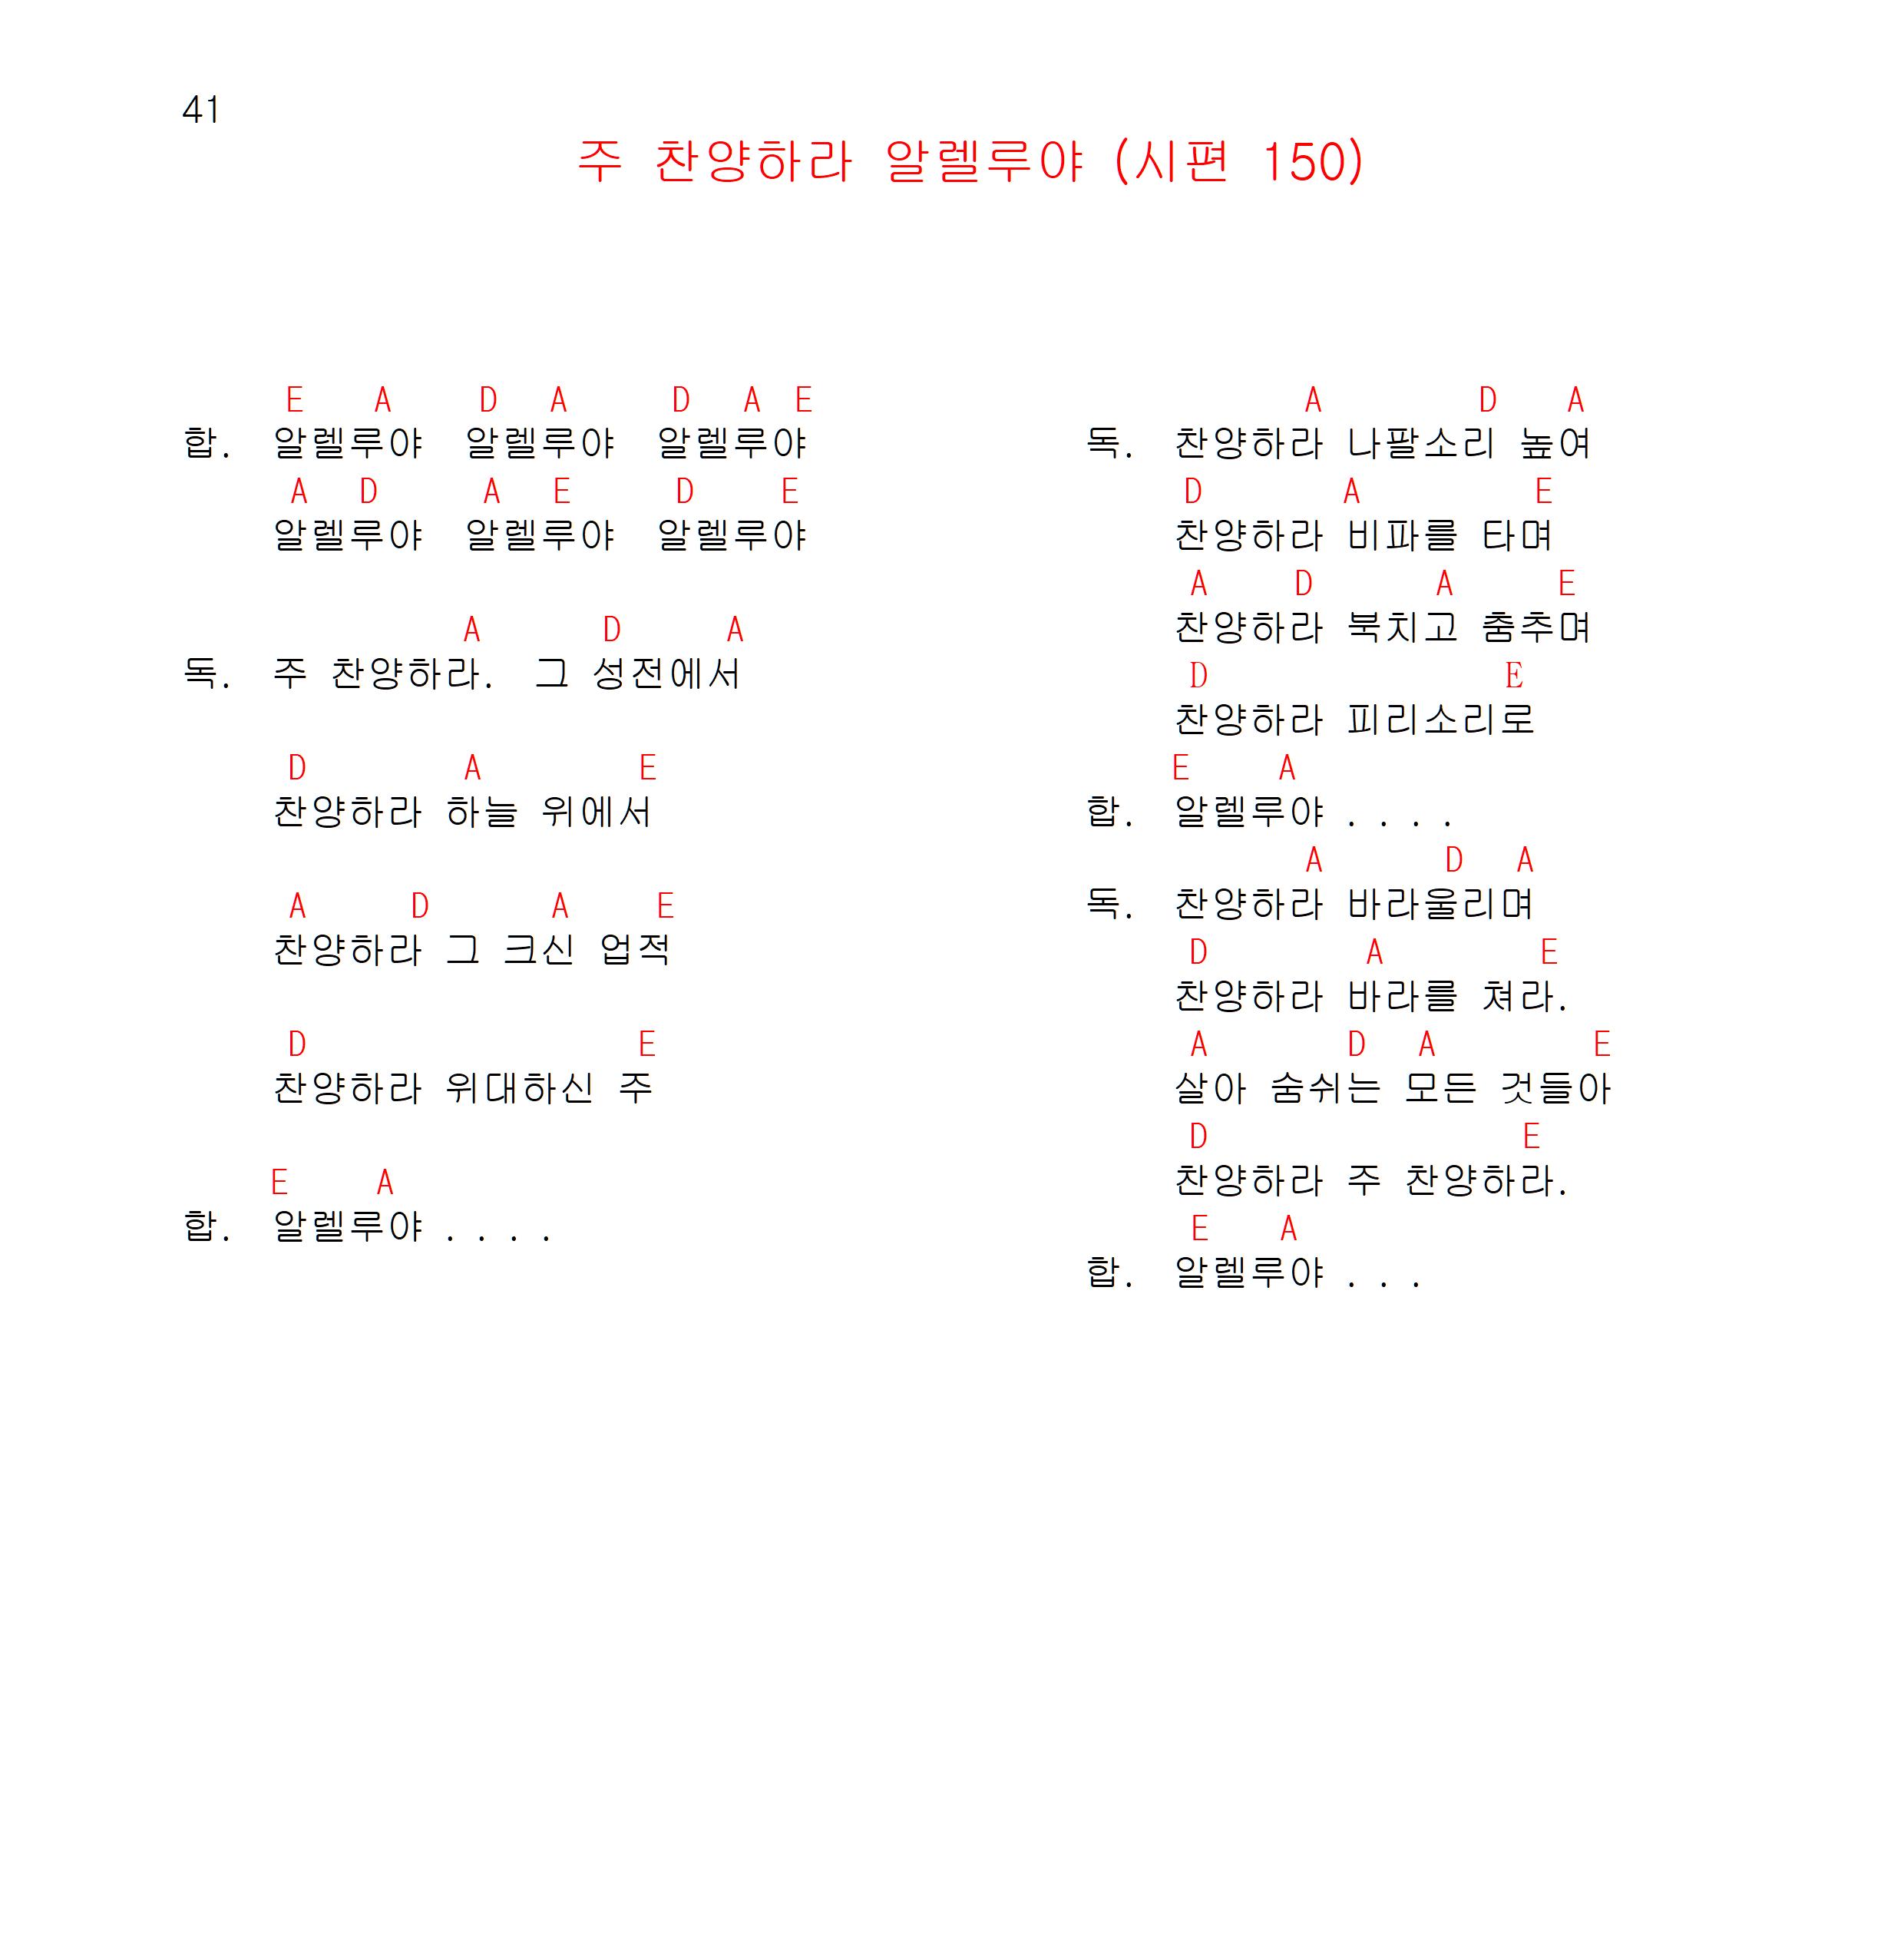 41
주 찬양하라 알렐루야 (시편 150)
E A D A D A E
합. 알렐루야 알렐루야 알렐루야
A D A E D E
알렐루야 알렐루야 알렐루야
A D A
독. 주 찬양하라. 그 성전에서
D A E
찬양하라 하늘 위에서
A D A E
찬양하라 그 크신 업적
D E
찬양하라 위대하신 주
E A
합. 알렐루야 . . . .
A D A
독. 찬양하라 나팔소리 높여
D A E
찬양하라 비파를 타며
A D A E
찬양하라 북치고 춤추며
D E
찬양하라 피리소리로
E A
합. 알렐루야 . . . .
A D A
독. 찬양하라 바라울리며
D A E
찬양하라 바라를 쳐라.
A D A E
살아 숨쉬는 모든 것들아
D E
찬양하라 주 찬양하라.
E A
합. 알렐루야 . . .